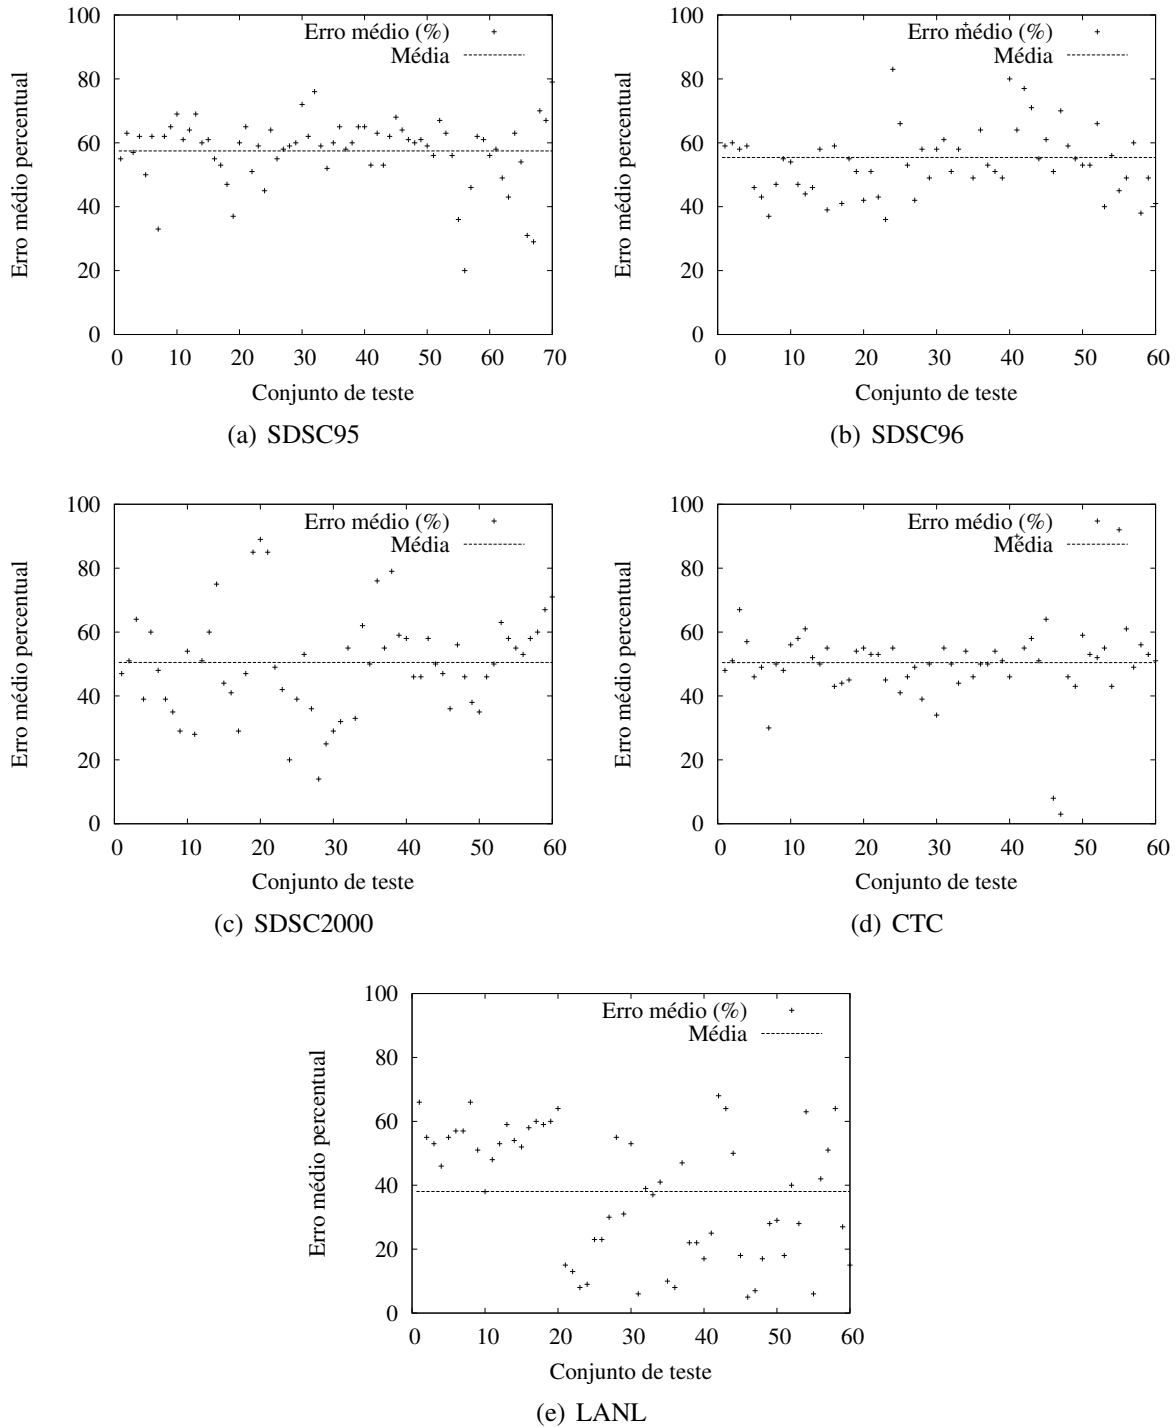 100
80
60
40
20
0
Erro médio percentual
Erro médio (%)
Média
0 10 20 30 40 50 60 70
Conjunto de teste
(a) SDSC95
100
80
60
40
20
0
Erro médio percentual
Erro médio (%)
Média
0 10 20 30 40 50 60
Conjunto de teste
(b) SDSC96
100
80
60
40
20
0
Erro médio percentual
Erro médio (%)
Média
0 10 20 30 40 50 60
Conjunto de teste
(c) SDSC2000
100
80
60
40
20
0
Erro médio percentual
Erro médio (%)
Média
0 10 20 30 40 50 60
Conjunto de teste
(d) CTC
100
80
60
40
20
0
Erro médio percentual
Erro médio (%)
Média
0 10 20 30 40 50 60
Conjunto de teste
(e) LANL